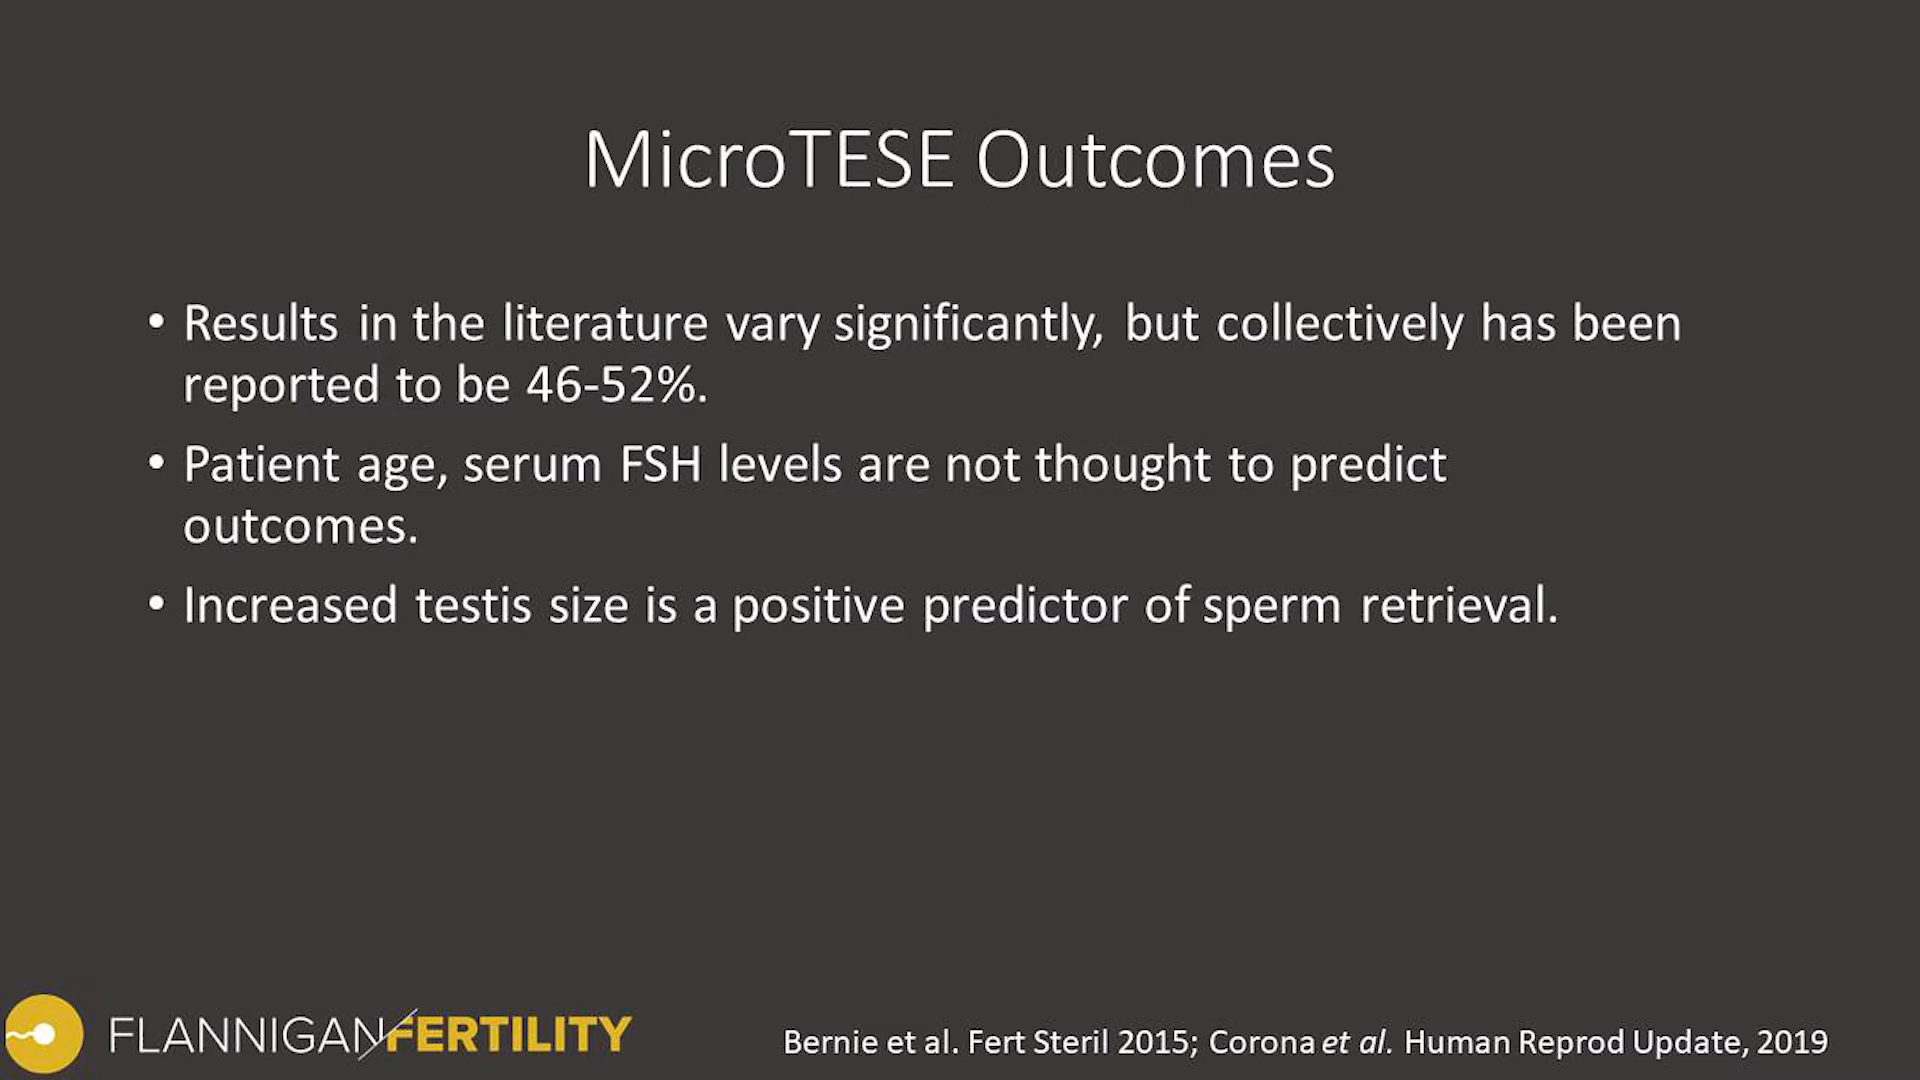 MicroTESE Outcomes
• Results in the literature vary significantly, but collectively has been
reported to be 46-52%.
• Patient age, serum FSH levels are not thought to predict
outcomes.
• Increased testis size is a positive predictor of sperm retrieval.
FLANNIGAN/FERTILITY
Bernie et al. Fert Steril 2015; Corona et al. Human Reprod Update, 2019